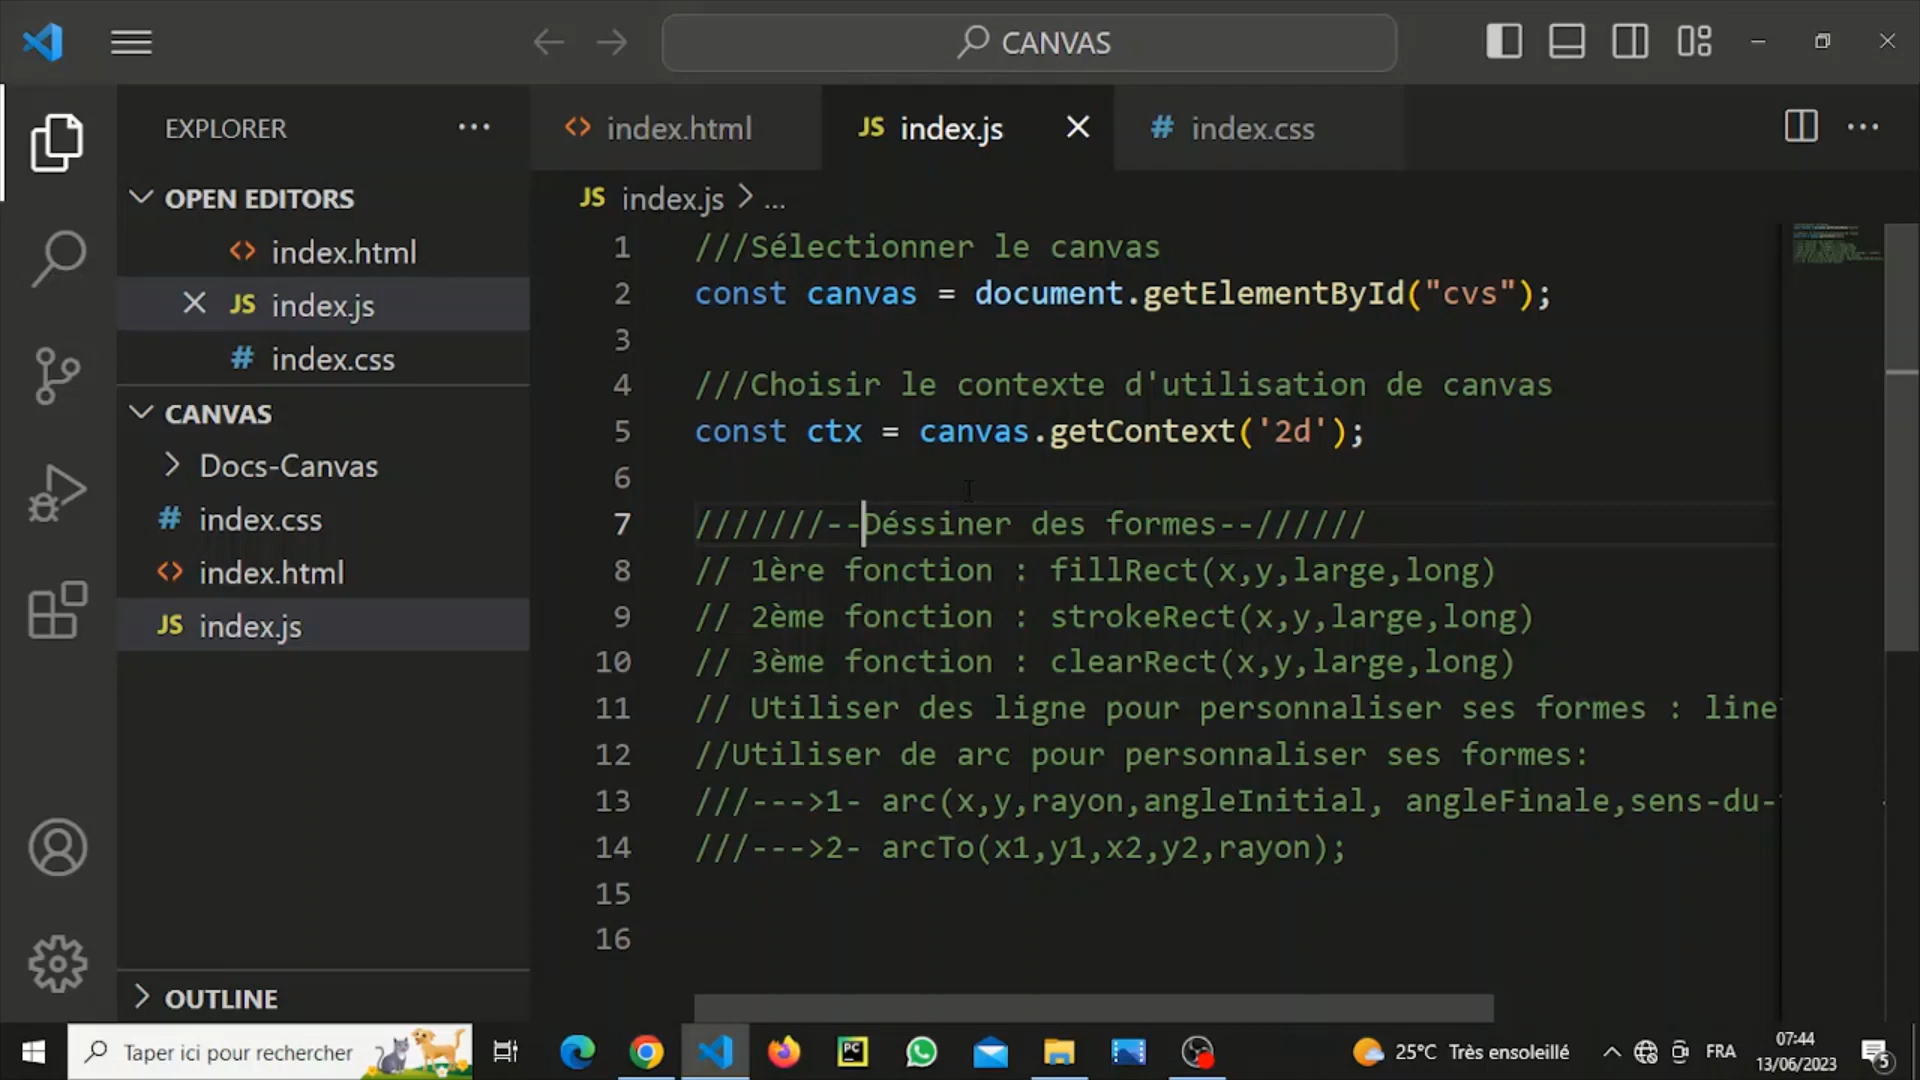 CANVAS
EXPLORER
index.html
JS index.js
# index.css
OPEN EDITORS
index.html
JS index.js
# index.css
CANVAS
Docs-Canvas
# index.css
index.html
JS index.js
OUTLINE
JS index.js > ...
1 ///Sélectionner le canvas
2 const canvas = document.getElementById("cvs");
3
4 ///Choisir le contexte d'utilisation de canvas
5 const ctx = canvas.getContext('2d');
6
7 ///////--Déssiner des formes--//////
8 // 1ère fonction : fillRect(x,y,large,long)
9 // 2ème fonction : strokeRect(x,y,large,long)
10 // 3ème fonction : clearRect(x,y,large,long)
11 // Utiliser des ligne pour personnaliser ses formes : line
12 //Utiliser de arc pour personnaliser ses formes:
13 ///--->1- arc(x,y,rayon,angleInitial, angleFinale,sens-du-
14 ///--->2- arcTo(x1,y1,x2,y2,rayon);
15
16
Taper ici pour rechercher
PC
25°C Très ensoleillé
FRA
07:44
13/06/2023
5